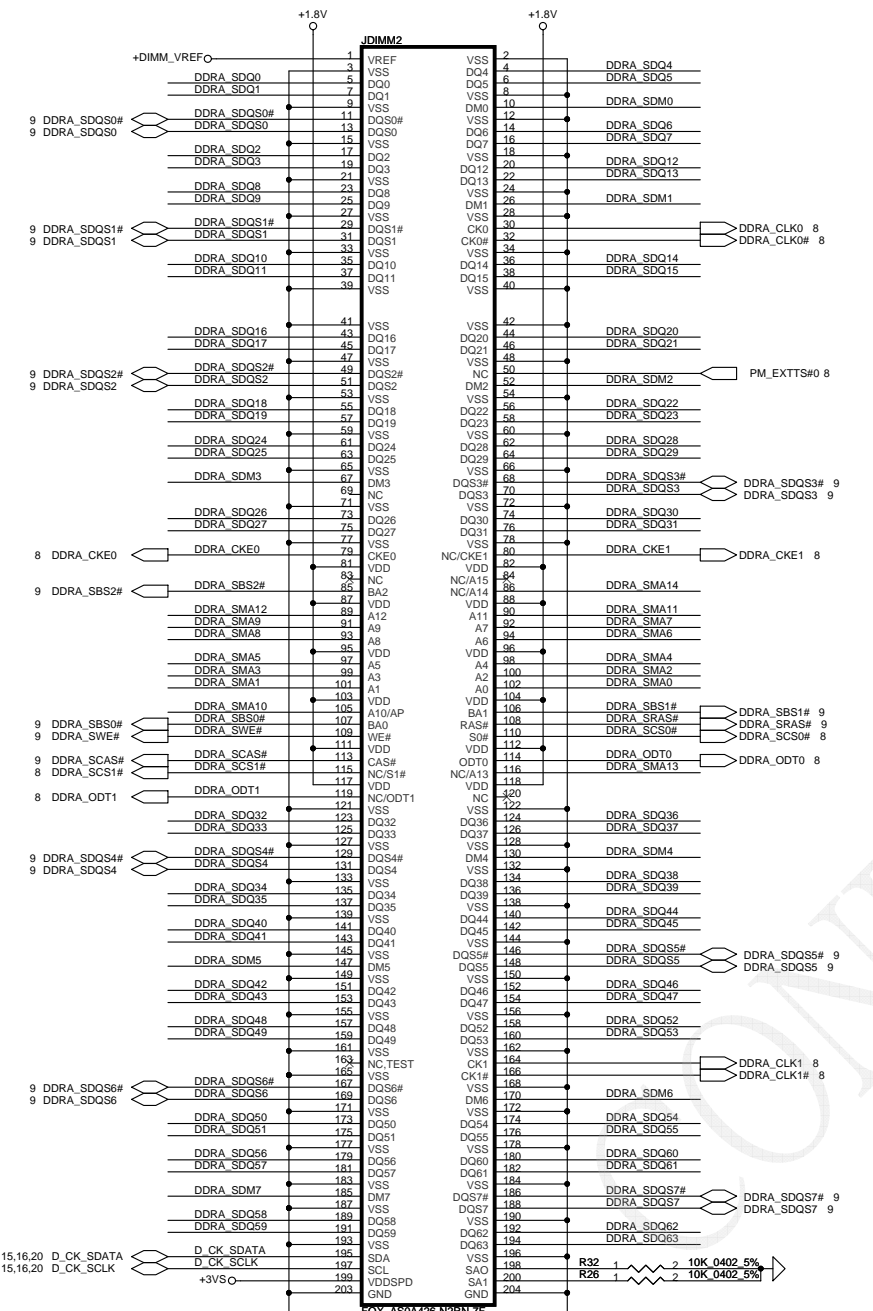 +1.8V +1.8V
JDIMM2
+DIMM_VREF 1 VREF VSS 2
3 VSS DQ4 4 DDRA_SDQ4
DDRA_SDQ0 5 DQ0 DQ5 6 DDRA_SDQ5
DDRA_SDQ1 7 DQ1 VSS 8
9 VSS DM0 10 DDRA_SDM0
9 DDRA_SDQS0# DDRA_SDQS0# 11 DQS0# VSS 12
9 DDRA_SDQS0 DDRA_SDQS0 13 DQS0 DQ6 14 DDRA_SDQ6
15 VSS DQ7 16 DDRA_SDQ7
DDRA_SDQ2 17 DQ2 VSS 18
DDRA_SDQ3 19 DQ3 DQ12 20 DDRA_SDQ12
21 VSS DQ13 22 DDRA_SDQ13
DDRA_SDQ8 23 DQ8 VSS 24
DDRA_SDQ9 25 DQ9 DM1 26 DDRA_SDM1
27 VSS VSS 28
9 DDRA_SDQS1# DDRA_SDQS1# 29 DQS1# CK0 30 DDRA_CLK0 8
9 DDRA_SDQS1 DDRA_SDQS1 31 DQS1 CK0# 32 DDRA_CLK0# 8
33 VSS VSS 34
DDRA_SDQ10 35 DQ10 DQ14 36 DDRA_SDQ14
DDRA_SDQ11 37 DQ11 DQ15 38 DDRA_SDQ15
39 VSS VSS 40
41 VSS VSS 42
DDRA_SDQ16 43 DQ16 DQ20 44 DDRA_SDQ20
DDRA_SDQ17 45 DQ17 DQ21 46 DDRA_SDQ21
47 VSS VSS 48
9 DDRA_SDQS2# DDRA_SDQS2# 49 DQS2# NC 50 PM_EXTTS#0 8
9 DDRA_SDQS2 DDRA_SDQS2 51 DQS2 DM2 52 DDRA_SDM2
53 VSS VSS 54
DDRA_SDQ18 55 DQ18 DQ22 56 DDRA_SDQ22
DDRA_SDQ19 57 DQ19 DQ23 58 DDRA_SDQ23
59 VSS VSS 60
DDRA_SDQ24 61 DQ24 DQ28 62 DDRA_SDQ28
DDRA_SDQ25 63 DQ25 DQ29 64 DDRA_SDQ29
65 VSS VSS 66
DDRA_SDM3 67 DM3 DQS3# 68 DDRA_SDQS3# DDRA_SDQS3# 9
69 NC DQS3 70 DDRA_SDQS3 DDRA_SDQS3 9
71 VSS VSS 72
DDRA_SDQ26 73 DQ26 DQ30 74 DDRA_SDQ30
DDRA_SDQ27 75 DQ27 DQ31 76 DDRA_SDQ31
77 VSS VSS 78
8 DDRA_CKE0 DDRA_CKE0 79 CKE0 NC/CKE1 80 DDRA_CKE1 DDRA_CKE1 8
81 VDD VDD 82
83 NC NC/A15 84
9 DDRA_SBS2# DDRA_SBS2# 85 BA2 NC/A14 86 DDRA_SMA14
87 VDD VDD 88
DDRA_SMA12 89 A12 A11 90 DDRA_SMA11
DDRA_SMA9 91 A9 A7 92 DDRA_SMA7
DDRA_SMA8 93 A8 A6 94 DDRA_SMA6
95 VDD VDD 96
DDRA_SMA5 97 A5 A4 98 DDRA_SMA4
DDRA_SMA3 99 A3 A2 100 DDRA_SMA2
DDRA_SMA1 101 A1 A0 102 DDRA_SMA0
103 VDD VDD 104
DDRA_SMA10 105 A10/AP BA1 106 DDRA_SBS1# DDRA_SBS1# 9
9 DDRA_SBS0# DDRA_SBS0# 107 BA0 RAS# 108 DDRA_SRAS# DDRA_SRAS# 9
9 DDRA_SWE# DDRA_SWE# 109 WE# S0# 110 DDRA_SCS0# DDRA_SCS0# 8
111 VDD VDD 112
9 DDRA_SCAS# DDRA_SCAS# 113 CAS# ODT0 114 DDRA_ODT0 DDRA_ODT0 8
8 DDRA_SCS1# DDRA_SCS1# 115 NC/S1# NC/A13 116 DDRA_SMA13
117 VDD VDD 118
8 DDRA_ODT1 DDRA_ODT1 119 NC/ODT1 NC 120
121 VSS VSS 122
DDRA_SDQ32 123 DQ32 DQ36 124 DDRA_SDQ36
DDRA_SDQ33 125 DQ33 DQ37 126 DDRA_SDQ37
127 VSS VSS 128
9 DDRA_SDQS4# DDRA_SDQS4# 129 DQS4# DM4 130 DDRA_SDM4
9 DDRA_SDQS4 DDRA_SDQS4 131 DQS4 VSS 132
133 VSS DQ38 134 DDRA_SDQ38
DDRA_SDQ34 135 DQ34 DQ39 136 DDRA_SDQ39
DDRA_SDQ35 137 DQ35 VSS 138
139 VSS DQ44 140 DDRA_SDQ44
DDRA_SDQ40 141 DQ40 DQ45 142 DDRA_SDQ45
DDRA_SDQ41 143 DQ41 VSS 144
145 VSS DQS5# 146 DDRA_SDQS5# DDRA_SDQS5# 9
DDRA_SDM5 147 DM5 DQS5 148 DDRA_SDQS5 DDRA_SDQS5 9
149 VSS VSS 150
DDRA_SDQ42 151 DQ42 DQ46 152 DDRA_SDQ46
DDRA_SDQ43 153 DQ43 DQ47 154 DDRA_SDQ47
155 VSS VSS 156
DDRA_SDQ48 157 DQ48 DQ52 158 DDRA_SDQ52
DDRA_SDQ49 159 DQ49 DQ53 160 DDRA_SDQ53
161 VSS VSS 162
163 NC,TEST CK1 164 DDRA_CLK1 8
165 VSS CK1# 166 DDRA_CLK1# 8
9 DDRA_SDQS6# DDRA_SDQS6# 167 DQS6# VSS 168
9 DDRA_SDQS6 DDRA_SDQS6 169 DQS6 DM6 170 DDRA_SDM6
171 VSS VSS 172
DDRA_SDQ50 173 DQ50 DQ54 174 DDRA_SDQ54
DDRA_SDQ51 175 DQ51 DQ55 176 DDRA_SDQ55
177 VSS VSS 178
DDRA_SDQ56 179 DQ56 DQ60 180 DDRA_SDQ60
DDRA_SDQ57 181 DQ57 DQ61 182 DDRA_SDQ61
183 VSS VSS 184
DDRA_SDM7 185 DM7 DQS7# 186 DDRA_SDQS7# DDRA_SDQS7# 9
187 VSS DQS7 188 DDRA_SDQS7 DDRA_SDQS7 9
DDRA_SDQ58 189 DQ58 VSS 190
DDRA_SDQ59 191 DQ59 DQ62 192 DDRA_SDQ62
193 VSS DQ63 194 DDRA_SDQ63
15,16,20 D_CK_SDATA D_CK_SDATA 195 SDA VSS 196
15,16,20 D_CK_SCLK D_CK_SCLK 197 SCL SAO 198 R32 1 2 10K_0402_5%
+3VS 199 VDDSPD SA1 200 R26 1 2 10K_0402_5%
203 GND GND 204
CON